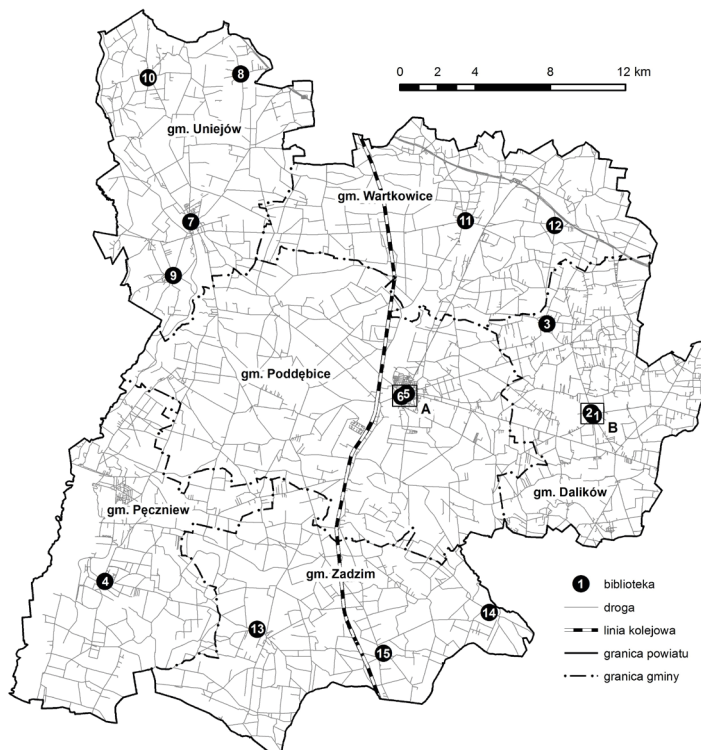 10
8
0 4 8 12 km
gm. Uniejów
gm. Wartkowice
7
11
12
9
3
gm. Poddębice
6 5
A
2 1
B
gm. Dalików
gm. Pęczniew
4
gm. Zadzim
13
14
15
1 biblioteka
droga
linia kolejowa
granica powiatu
granica gminy